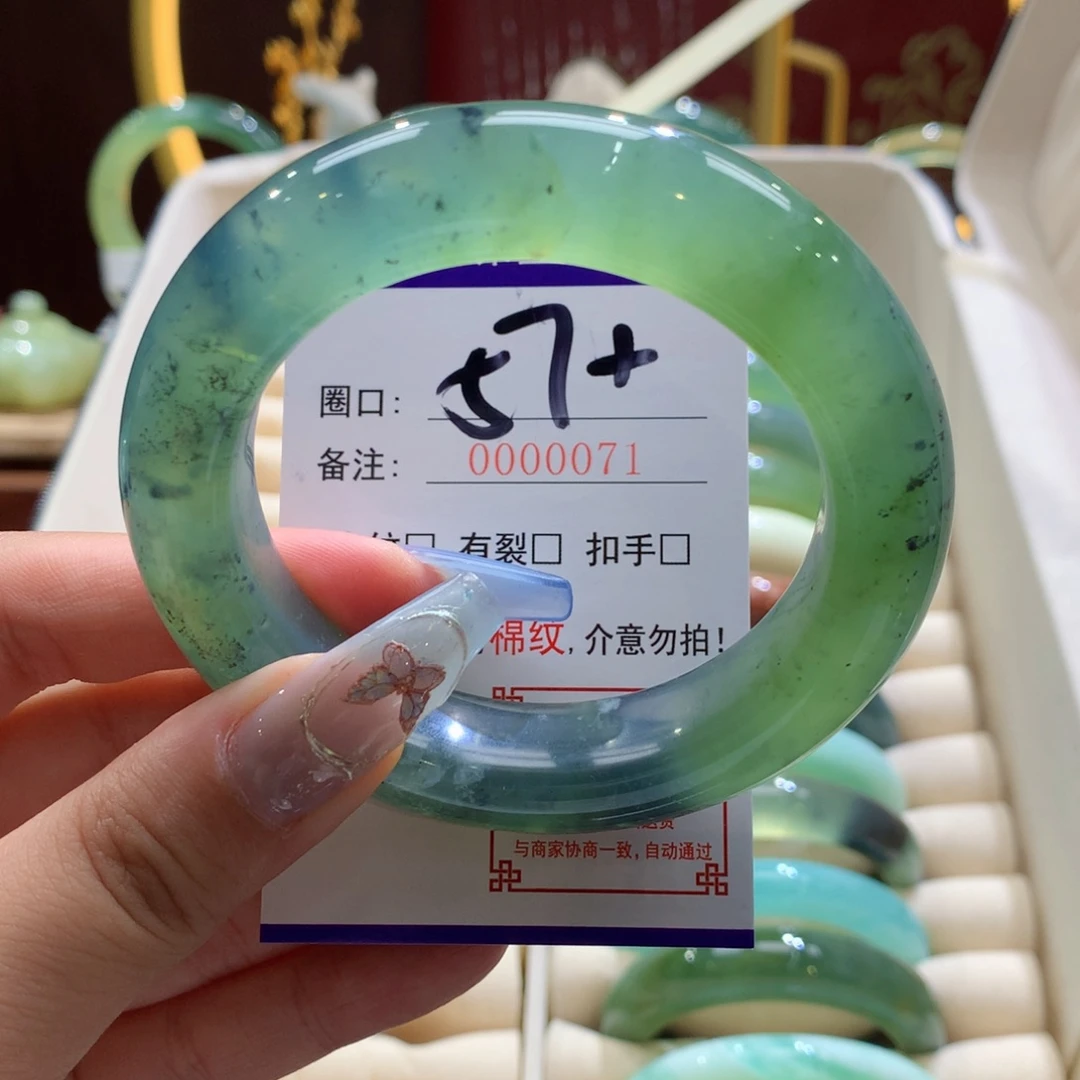 圈口: 57+
备注: 0000071
有裂□ 扣手□
棉纹,介意勿拍!
与商家协商一致,自动通过